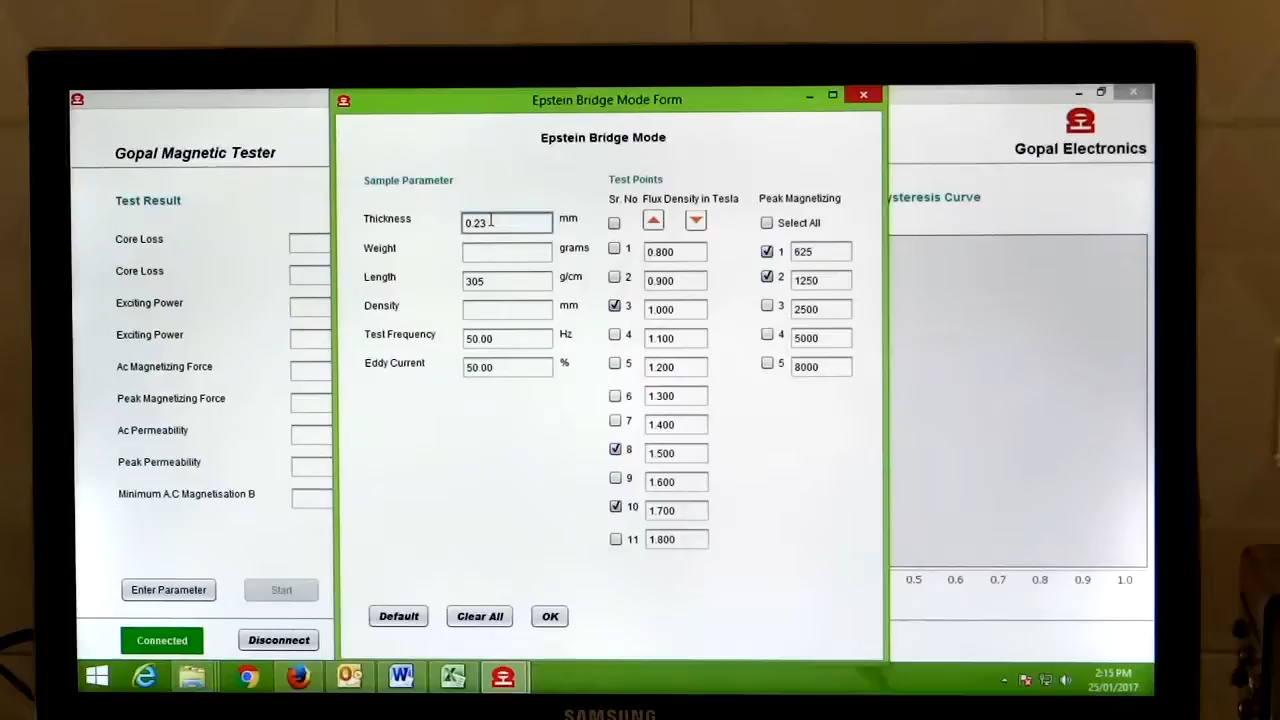 Epstein Bridge Mode Form
Gopal Magnetic Tester
Epstein Bridge Mode
Gopal Electronics
Test Result
Sample Parameter
Test Points
ysteresis Curve
Sr. No Flux Density in Tesla Peak Magnetizing
Thickness 0.23 mm
Select All
Core Loss
Weight grams
1 0.800
1 625
Core Loss
Length 305 g/cm
2 0.900
2 1250
Exciting Power
Density mm
3 1.000
3 2500
Exciting Power
Test Frequency 50.00 Hz
4 1.100
4 5000
Ac Magnetizing Force
Eddy Current 50.00 %
5 1.200
5 8000
Peak Magnetizing Force
6 1.300
Ac Permeability
7 1.400
Peak Permeability
8 1.500
Minimum A.C Magnetisation B
9 1.600
10 1.700
11 1.800
0.5 0.6 0.7 0.8 0.9 1.0
Enter Parameter Start
Default Clear All OK
Connected Disconnect
2:15 PM
25/01/2017
SAMSUNG